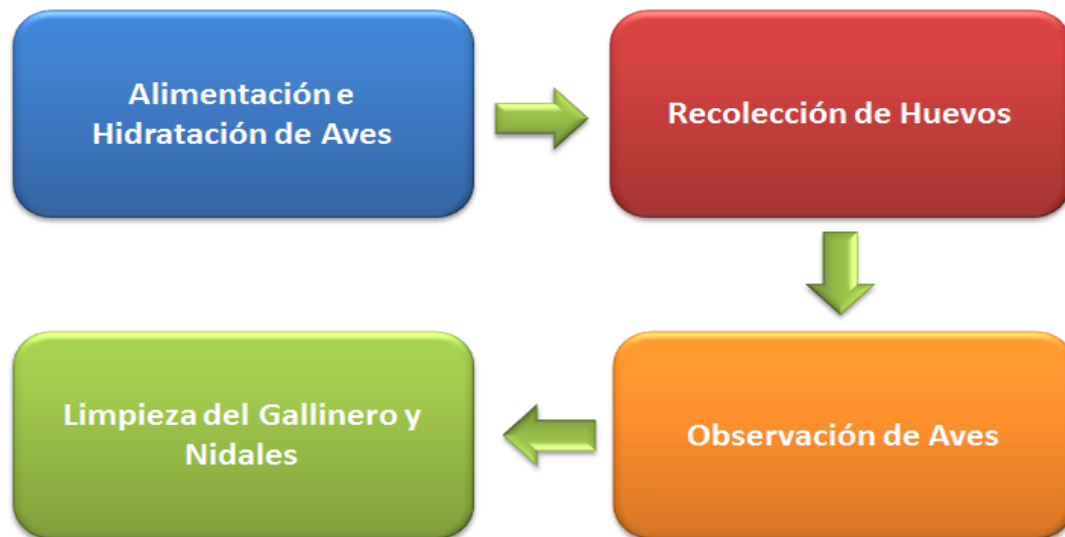 Alimentación e
Hidratación de Aves
Recolección de Huevos
Observación de Aves
Limpieza del Gallinero y
Nidales